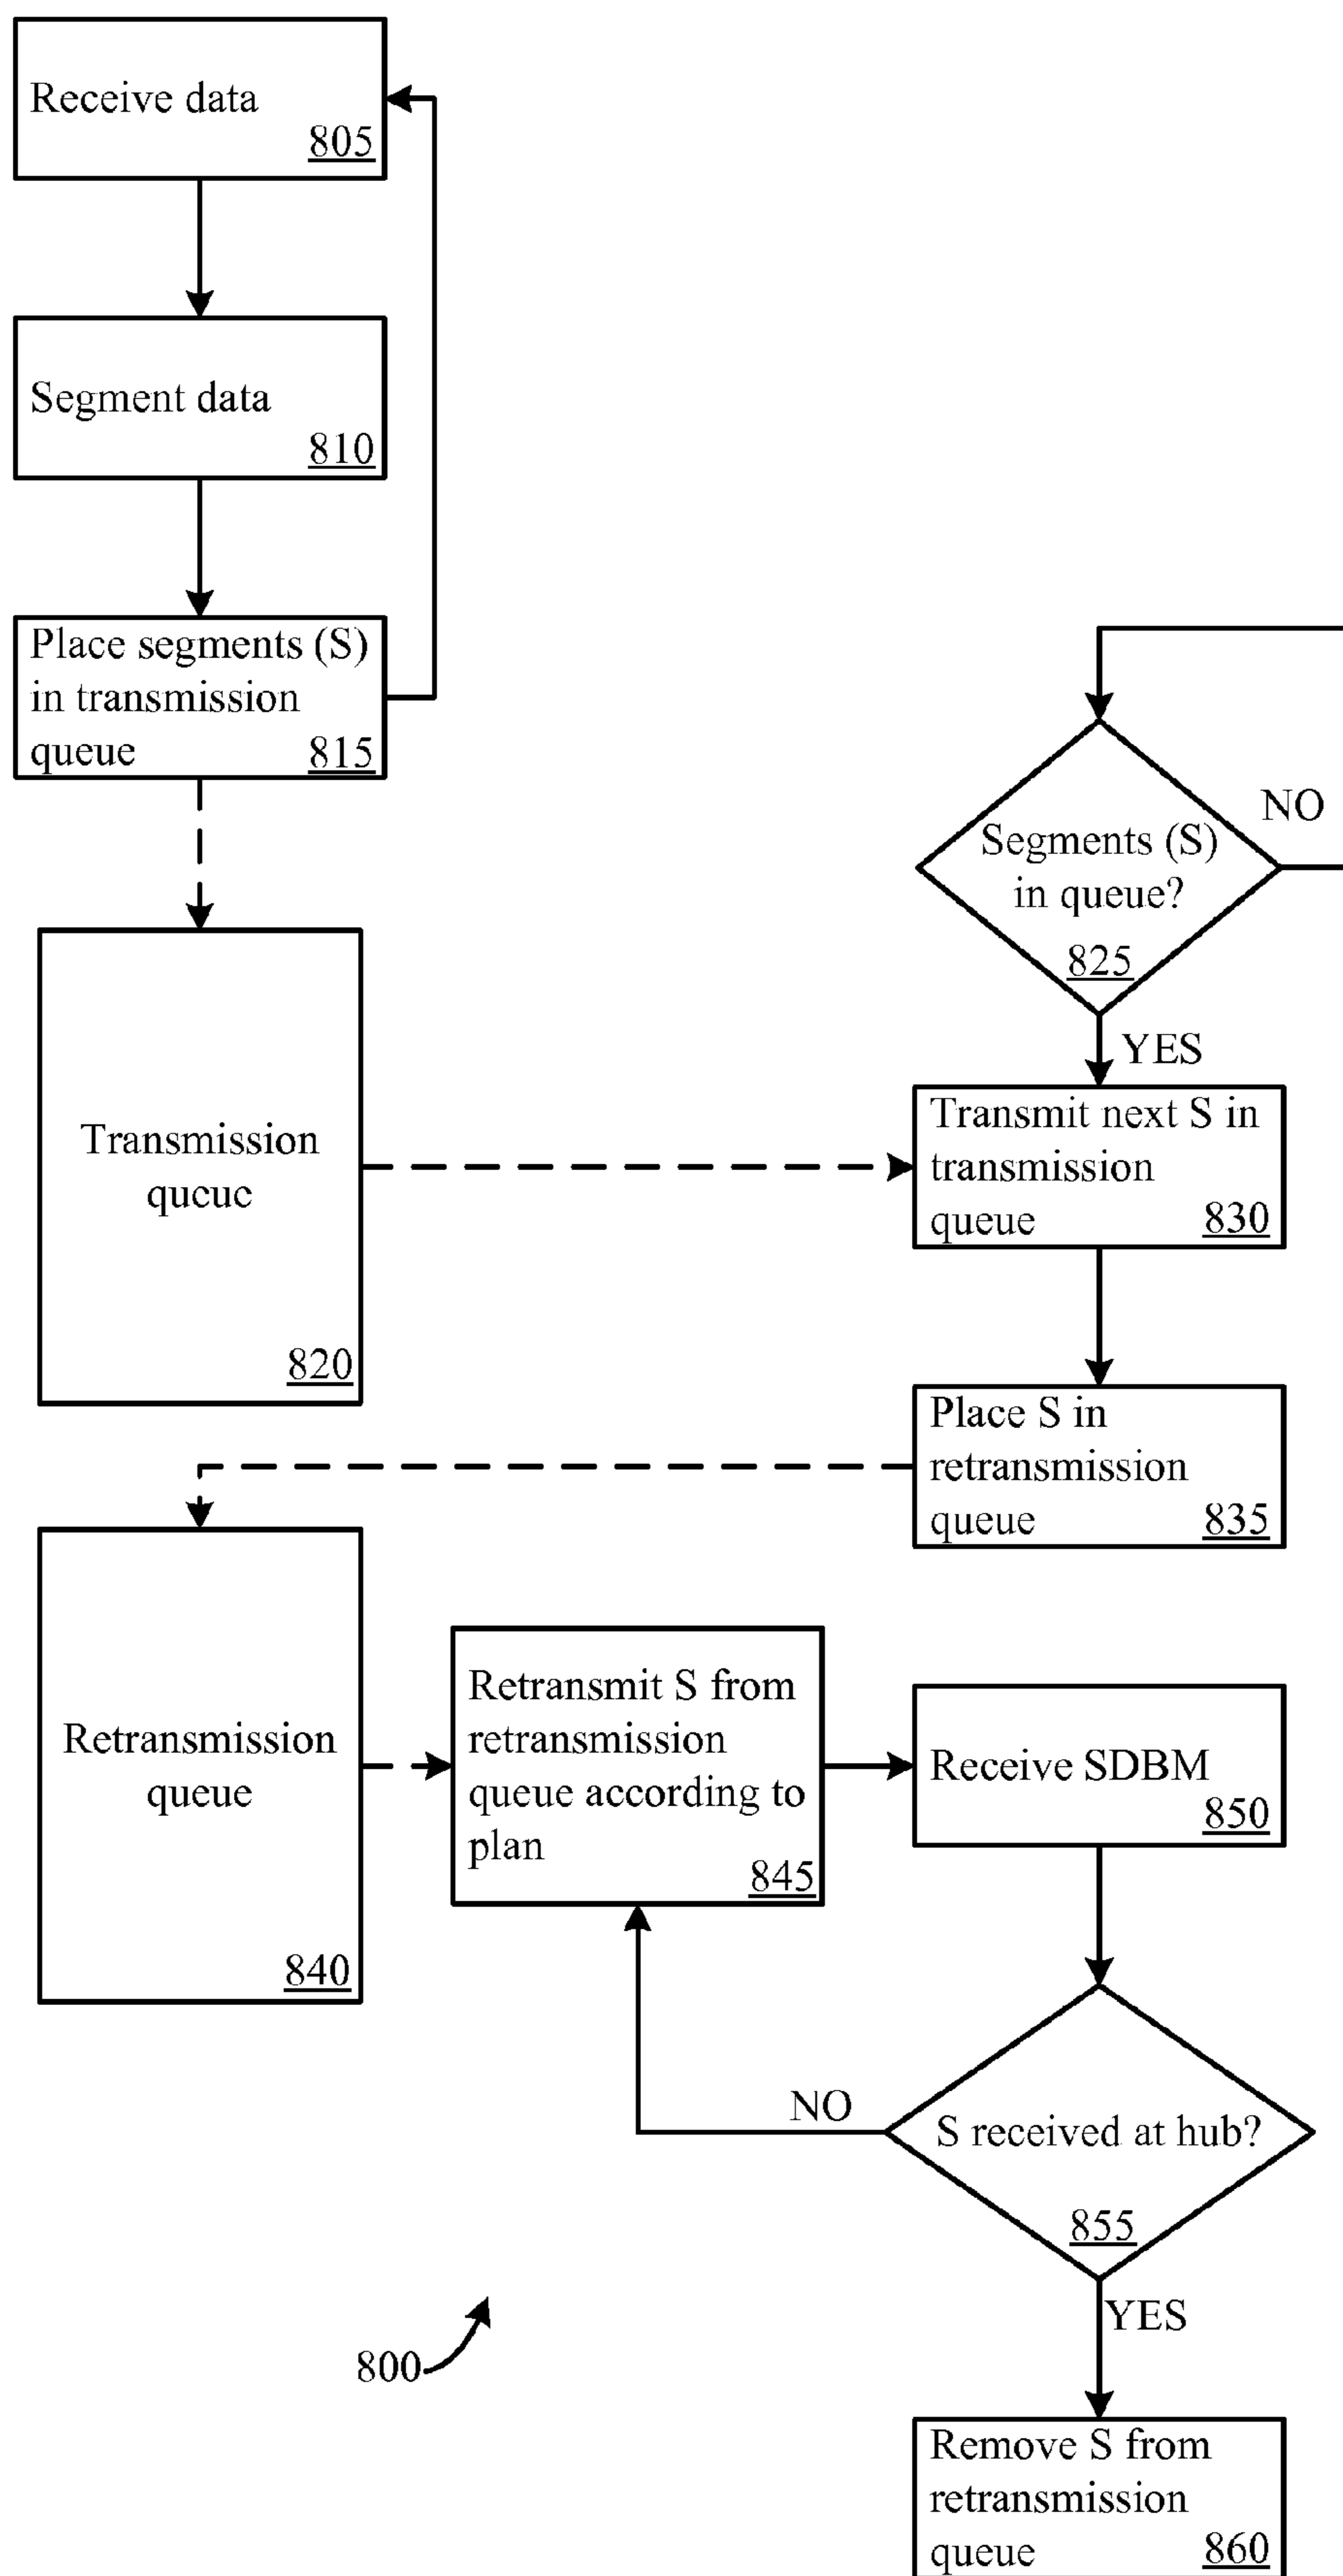 Receive data
805
Segment data
810
Place segments (S)
in transmission
queue 815
NO
Segments (S)
in queue?
825
YES
Transmission
queue
820
Transmit next S in
transmission
queue 830
Place S in
retransmission
queue 835
Retransmission
queue
840
Retransmit S from
retransmission
queue according to
plan
845
Receive SDBM
850
NO
S received at hub?
855
YES
800
Remove S from
retransmission
queue 860